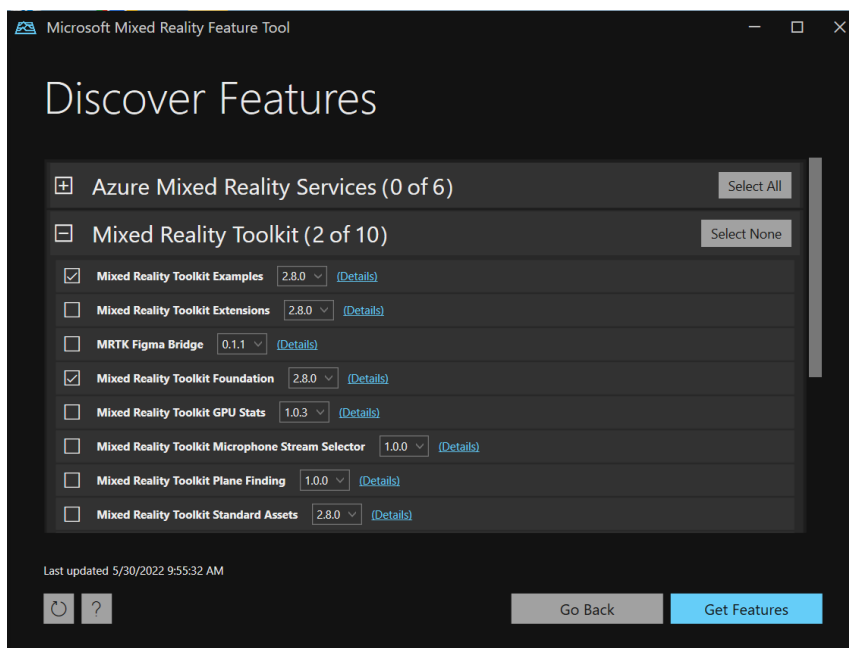 Microsoft Mixed Reality Feature Tool
Discover Features
Azure Mixed Reality Services (0 of 6) Select All
Mixed Reality Toolkit (2 of 10) Select None
Mixed Reality Toolkit Examples 2.8.0 (Details)
Mixed Reality Toolkit Extensions 2.8.0 (Details)
MRTK Figma Bridge 0.1.1 (Details)
Mixed Reality Toolkit Foundation 2.8.0 (Details)
Mixed Reality Toolkit GPU Stats 1.0.3 (Details)
Mixed Reality Toolkit Microphone Stream Selector 1.0.0 (Details)
Mixed Reality Toolkit Plane Finding 1.0.0 (Details)
Mixed Reality Toolkit Standard Assets 2.8.0 (Details)
Last updated 5/30/2022 9:55:32 AM
? Go Back Get Features